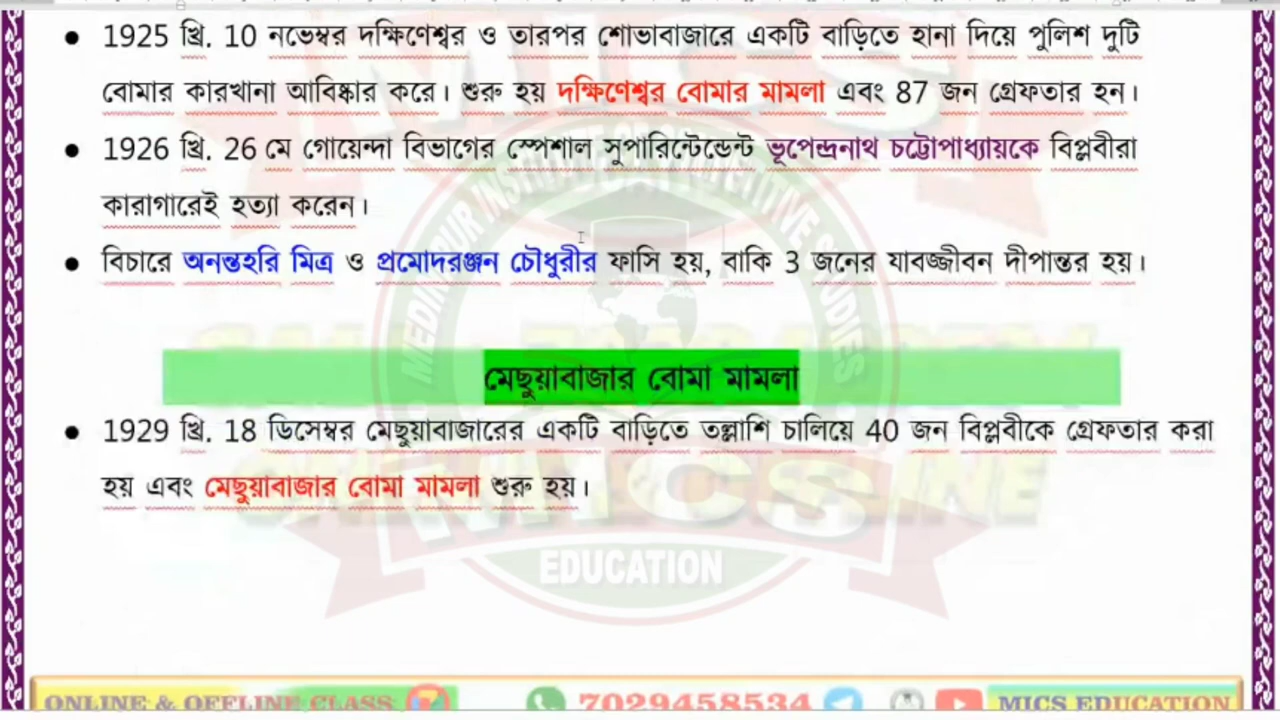 1925 খ্রি. 10 নভেম্বর দক্ষিণেশ্বর ও তারপর শোভাবাজারে একটি বাড়িতে হানা দিয়ে পুলিশ দুটি
বোমার কারখানা আবিষ্কার করে। শুরু হয় দক্ষিণেশ্বর বোমার মামলা এবং 87 জন গ্রেফতার হন।
1926 খ্রি. 26 মে গোয়েন্দা বিভাগের স্পেশাল সুপারিন্টেন্ডেন্ট ভূপেন্দ্রনাথ চট্টোপাধ্যায়কে বিপ্লবীরা
কারাগারেই হত্যা করেন।
বিচারে অনন্তহরি মিত্র ও প্রমোদরঞ্জন চৌধুরীর ফাসি হয়, বাকি 3 জনের যাবজ্জীবন দীপান্তর হয়।
মেছুয়াবাজার বোমা মামলা
1929 খ্রি. 18 ডিসেম্বর মেছুয়াবাজারের একটি বাড়িতে তল্লাশি চালিয়ে 40 জন বিপ্লবীকে গ্রেফতার করা
হয় এবং মেছুয়াবাজার বোমা মামলা শুরু হয়।
MICS
EDUCATION
ONLINE & OFFLINE CLASS 7029458534 MICS EDUCATION